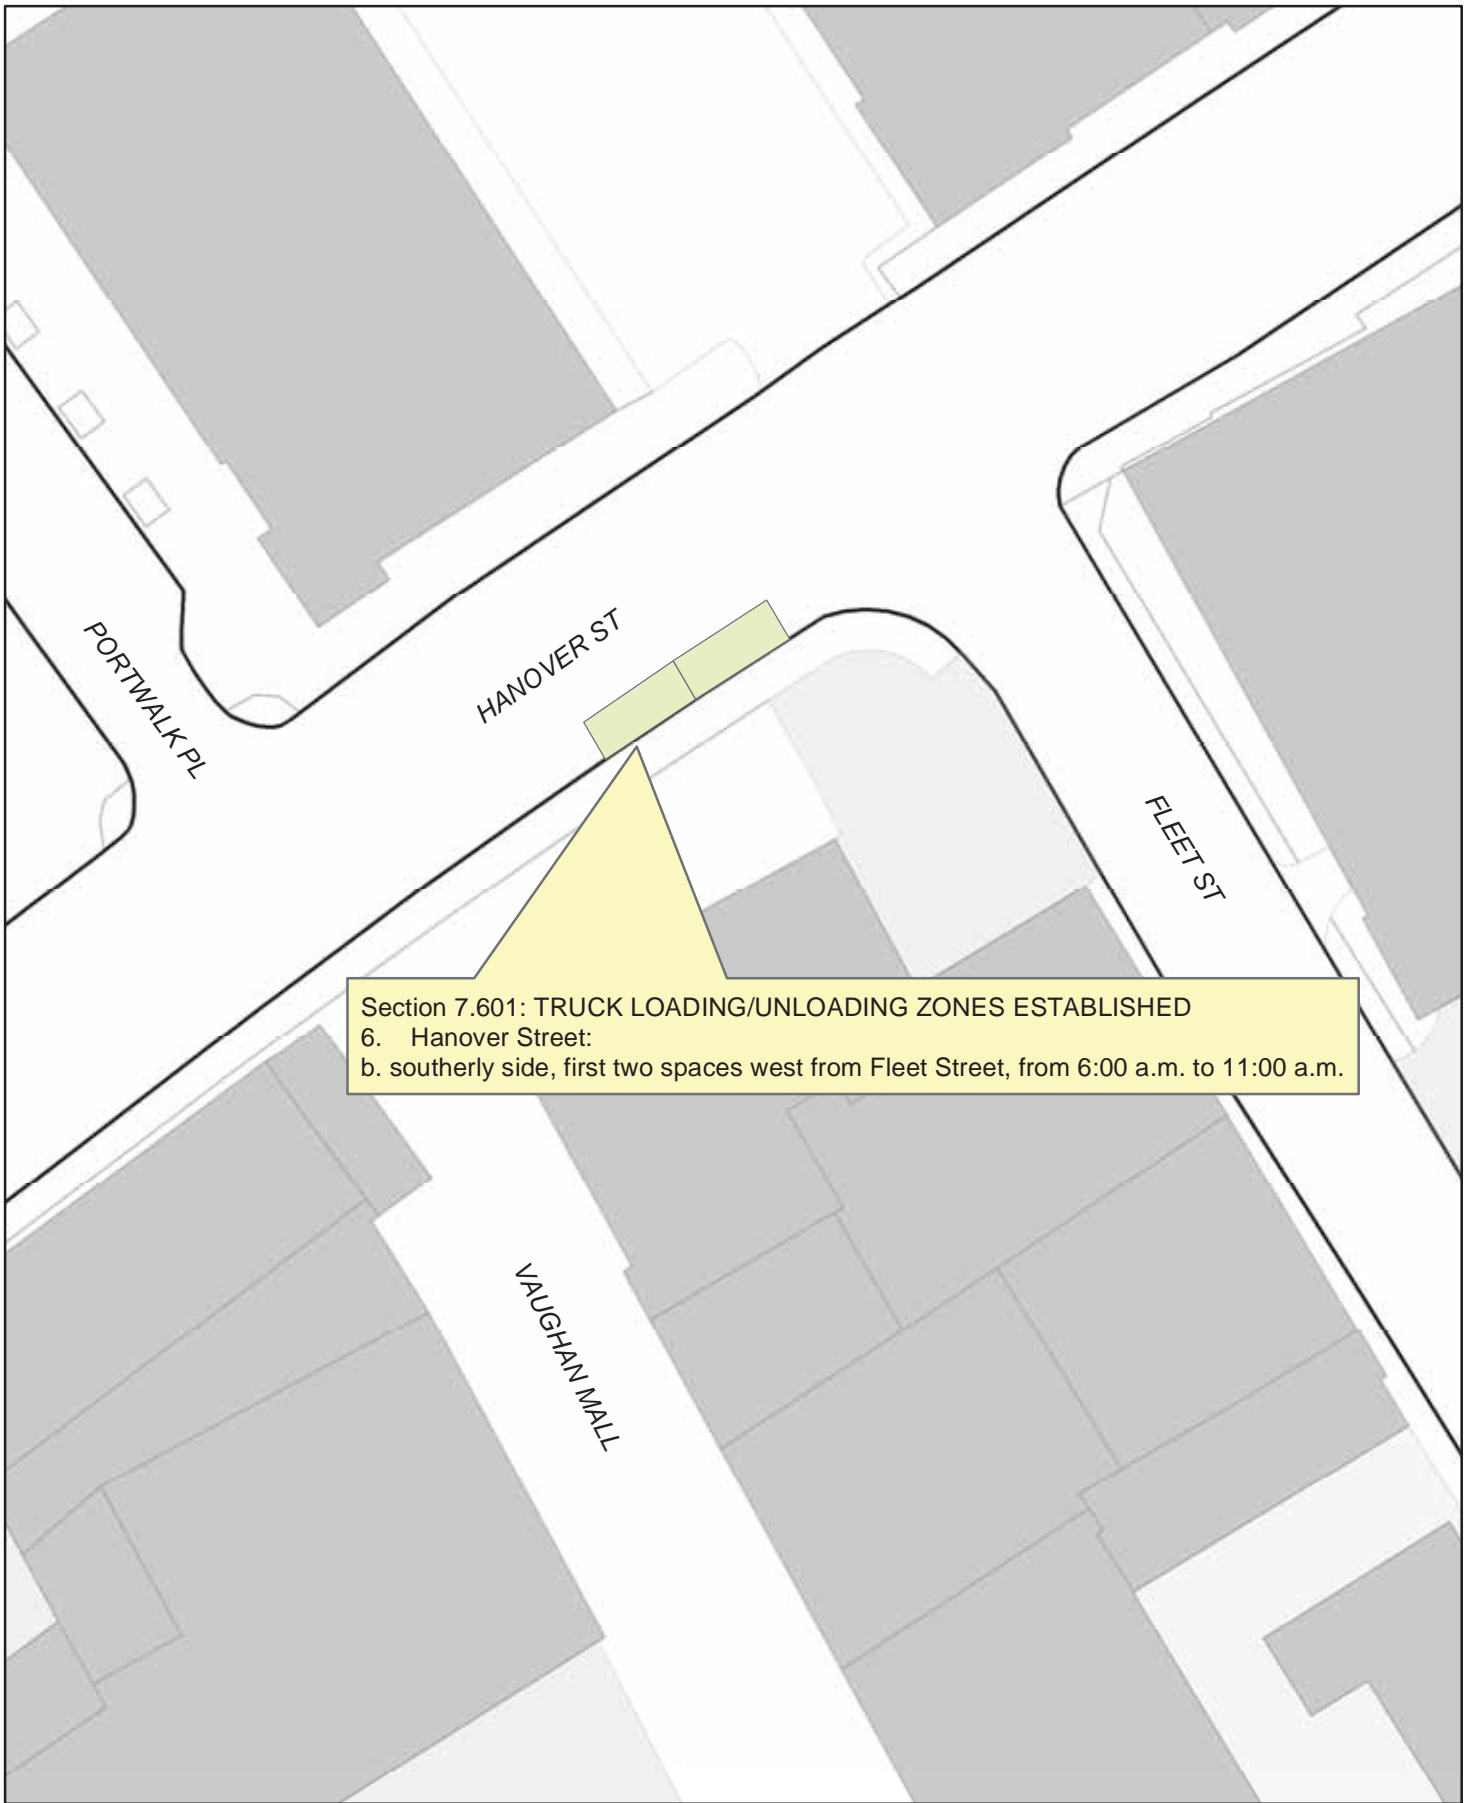 HANOVER ST
PORTWALK PL
FLEET ST
Section 7.601: TRUCK LOADING/UNLOADING ZONES ESTABLISHED
6. Hanover Street:
b. southerly side, first two spaces west from Fleet Street, from 6:00 a.m. to 11:00 a.m.
VAUGHAN MALL